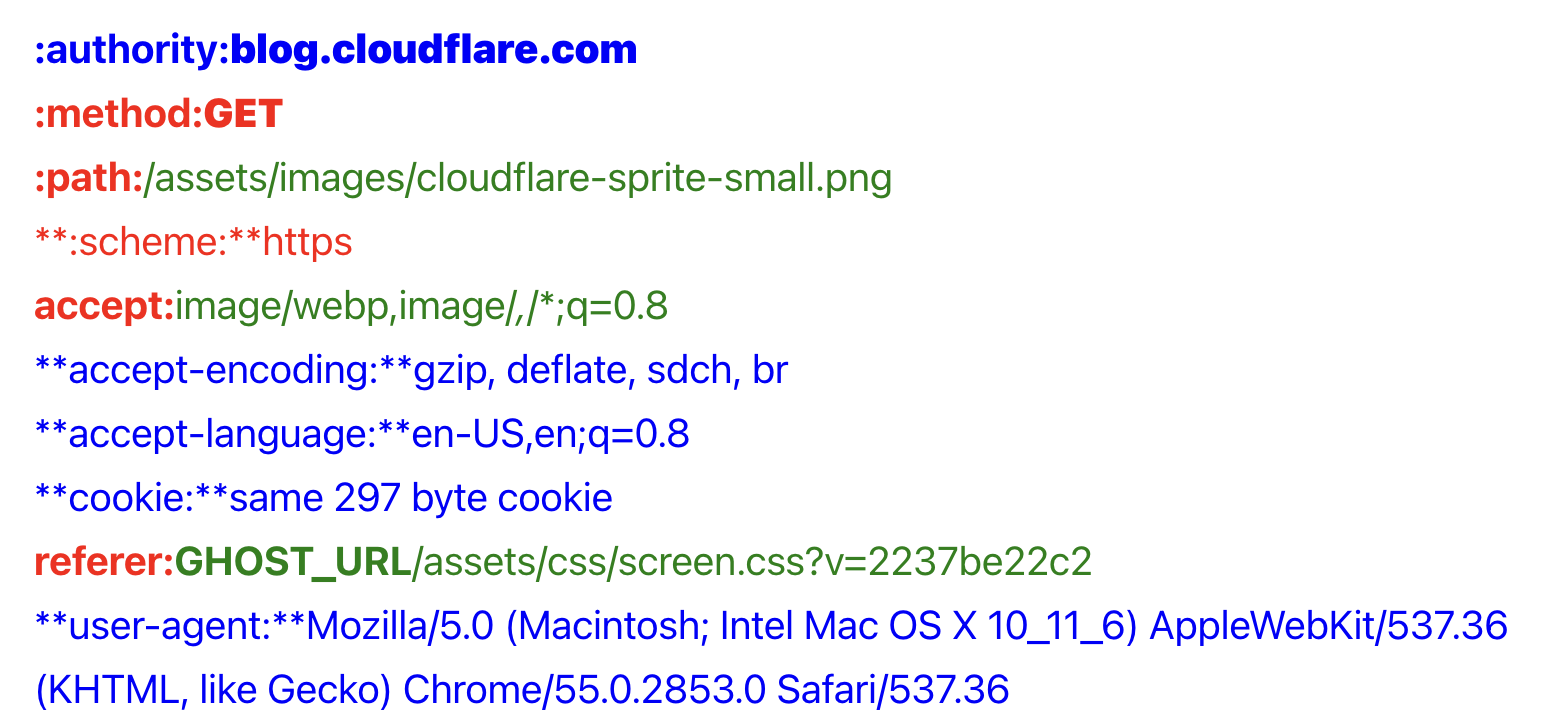 :authority:blog.cloudflare.com
:method:GET
:path:/assets/images/cloudflare-sprite-small.png
**:scheme:**https
accept:image/webp,image/,/*;q=0.8
**accept-encoding:**gzip, deflate, sdch, br
**accept-language:**en-US,en;q=0.8
**cookie:**same 297 byte cookie
referer:GHOST_URL/assets/css/screen.css?v=2237be22c2
**user-agent:**Mozilla/5.0 (Macintosh; Intel Mac OS X 10_11_6) AppleWebKit/537.36
(KHTML, like Gecko) Chrome/55.0.2853.0 Safari/537.36